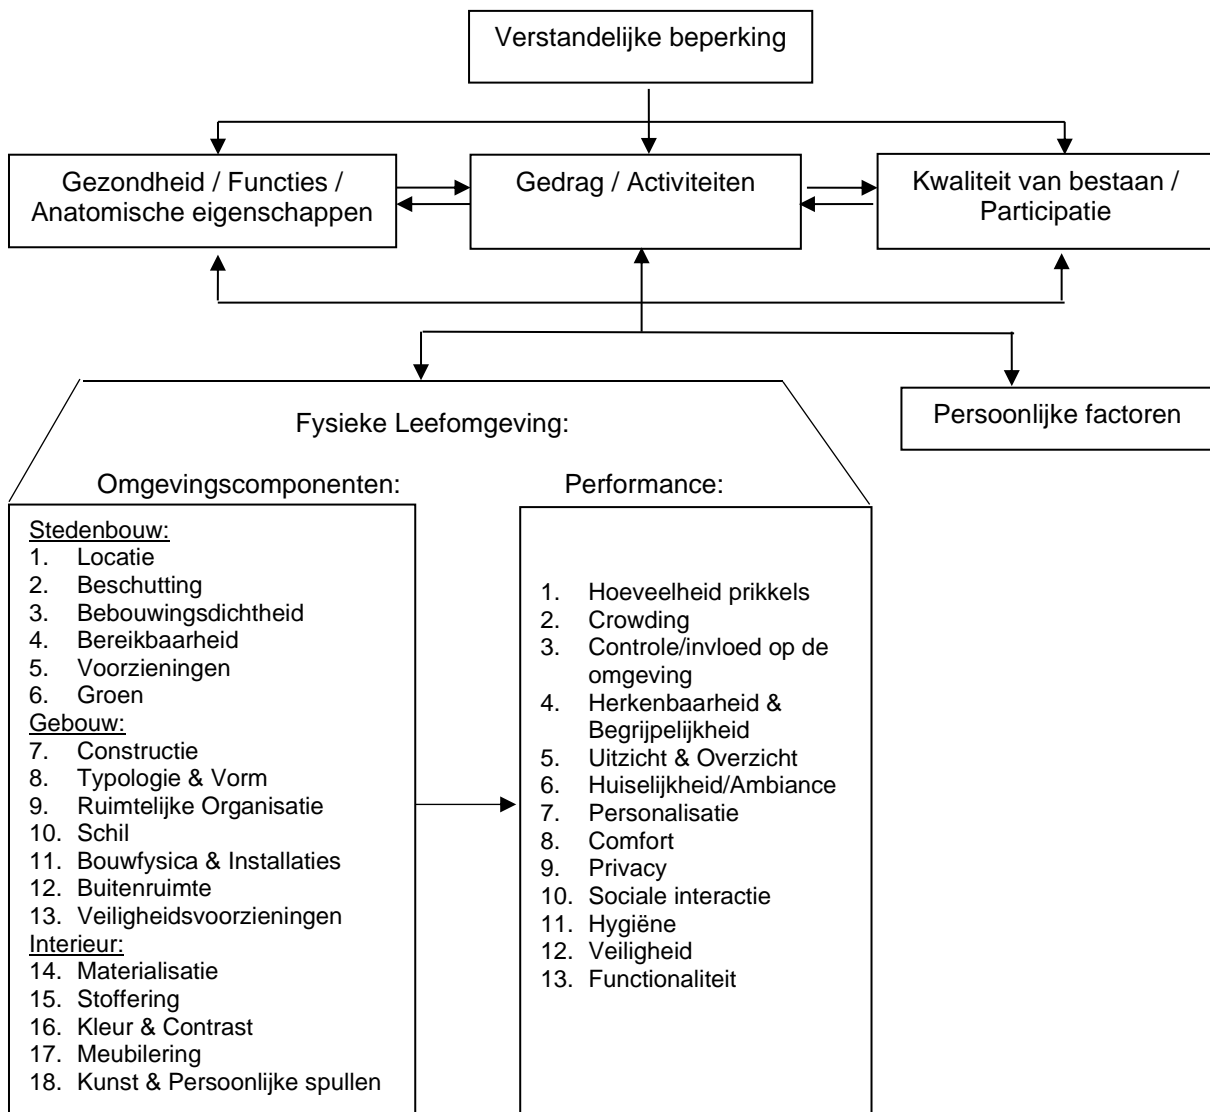 Verstandelijke beperking
Gezondheid / Functies /
Anatomische eigenschappen
Gedrag / Activiteiten
Kwaliteit van bestaan /
Participatie
Persoonlijke factoren
Fysieke Leefomgeving:
Omgevingscomponenten:
Stedenbouw:
1. Locatie
2. Beschutting
3. Bebouwingsdichtheid
4. Bereikbaarheid
5. Voorzieningen
6. Groen
Gebouw:
7. Constructie
8. Typologie & Vorm
9. Ruimtelijke Organisatie
10. Schil
11. Bouwfysica & Installaties
12. Buitenruimte
13. Veiligheidsvoorzieningen
Interieur:
14. Materialisatie
15. Stoffering
16. Kleur & Contrast
17. Meubilering
18. Kunst & Persoonlijke spullen
Performance:
1. Hoeveelheid prikkels
2. Crowding
3. Controle/invloed op de
omgeving
4. Herkenbaarheid &
Begrijpelijkheid
5. Uitzicht & Overzicht
6. Huiselijkheid/Ambiance
7. Personalisatie
8. Comfort
9. Privacy
10. Sociale interactie
11. Hygiëne
12. Veiligheid
13. Functionaliteit